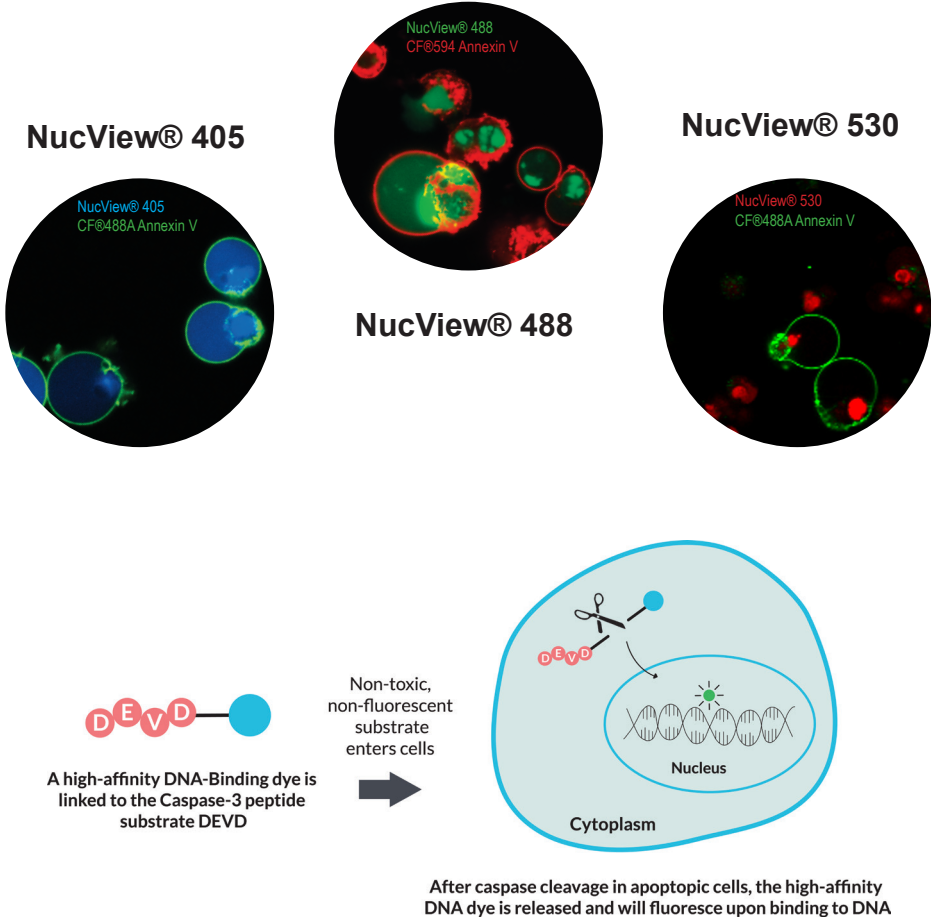 NucView® 488
CF®594 Annexin V
NucView® 405
NucView® 530
NucView® 405
CF®488A Annexin V
NucView® 530
CF®488A Annexin V
NucView® 488
D E V D
D E V D
Non-toxic,
non-fluorescent
substrate
enters cells
Nucleus
A high-affinity DNA-Binding dye is
linked to the Caspase-3 peptide
substrate DEVD
Cytoplasm
After caspase cleavage in apoptopic cells, the high-affinity
DNA dye is released and will fluoresce upon binding to DNA